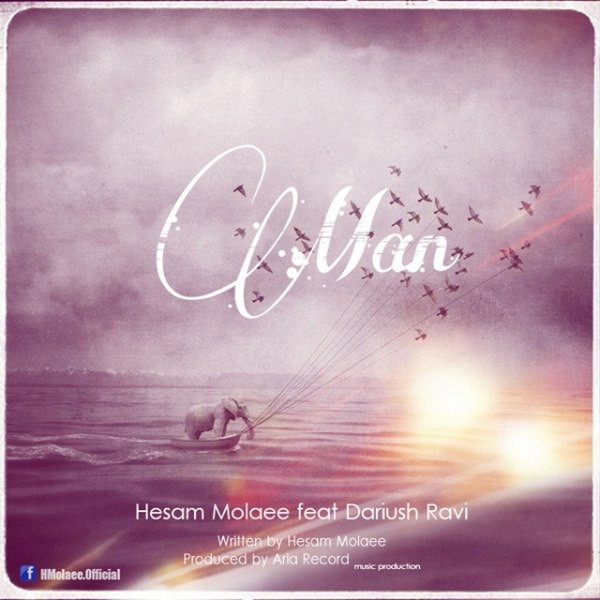 Man
Hesam Molaee feat Dariush Ravi
Written by Hesam Molaee
Produced by Aria Record music production
f HMolaee.Official